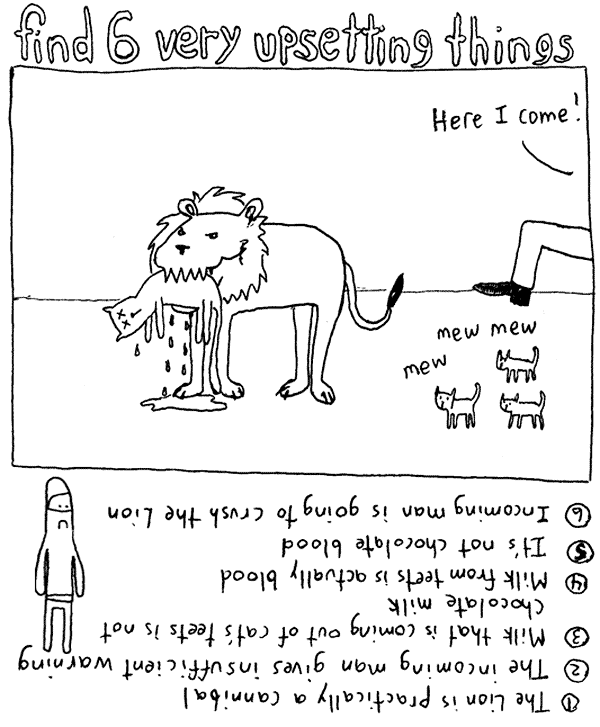 find 6 very upsetting things
Here I come!
mew mew
mew
① The Lion is practically a cannibal
② The incoming man gives insufficient warning
③ Milk that is coming out of cat's teets is not
chocolate milk
④ Milk from teets is actually blood
⑤ It's not chocolate blood
⑥ Incoming man is going to crush the Lion